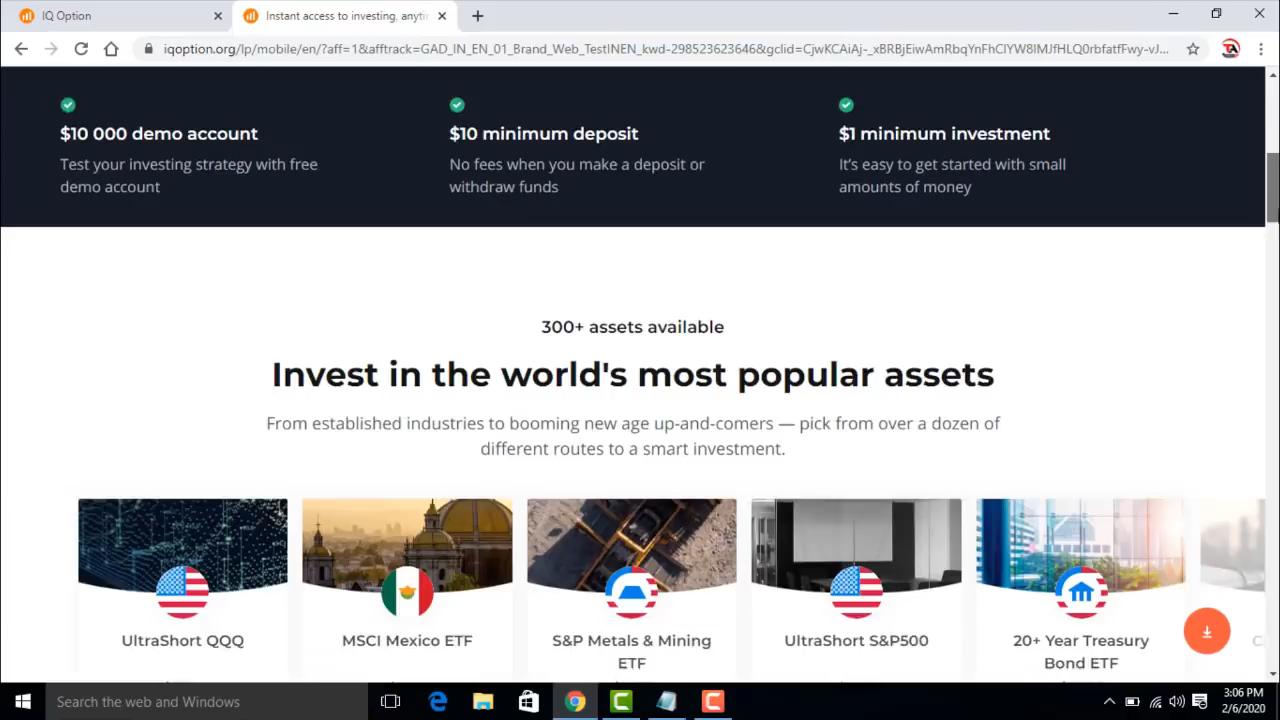 IQ Option
Instant access to investing, anyti
iqoption.org/lp/mobile/en/?aff=1&afftrack=GAD_IN_EN_01_Brand_Web_TestINEN_kwd-298523623646&gclid=CjwKCAiAj-_xBRBjEiwAmRbqYnFhClYW8IMJfHLQ0rbfatfFwy-vJ...
$10 000 demo account
$10 minimum deposit
$1 minimum investment
Test your investing strategy with free
demo account
No fees when you make a deposit or
withdraw funds
It's easy to get started with small
amounts of money
300+ assets available
Invest in the world's most popular assets
From established industries to booming new age up-and-comers — pick from over a dozen of
different routes to a smart investment.
UltraShort QQQ
MSCI Mexico ETF
S&P Metals & Mining
ETF
UltraShort S&P500
20+ Year Treasury
Bond ETF
Search the web and Windows
3:06 PM
2/6/2020